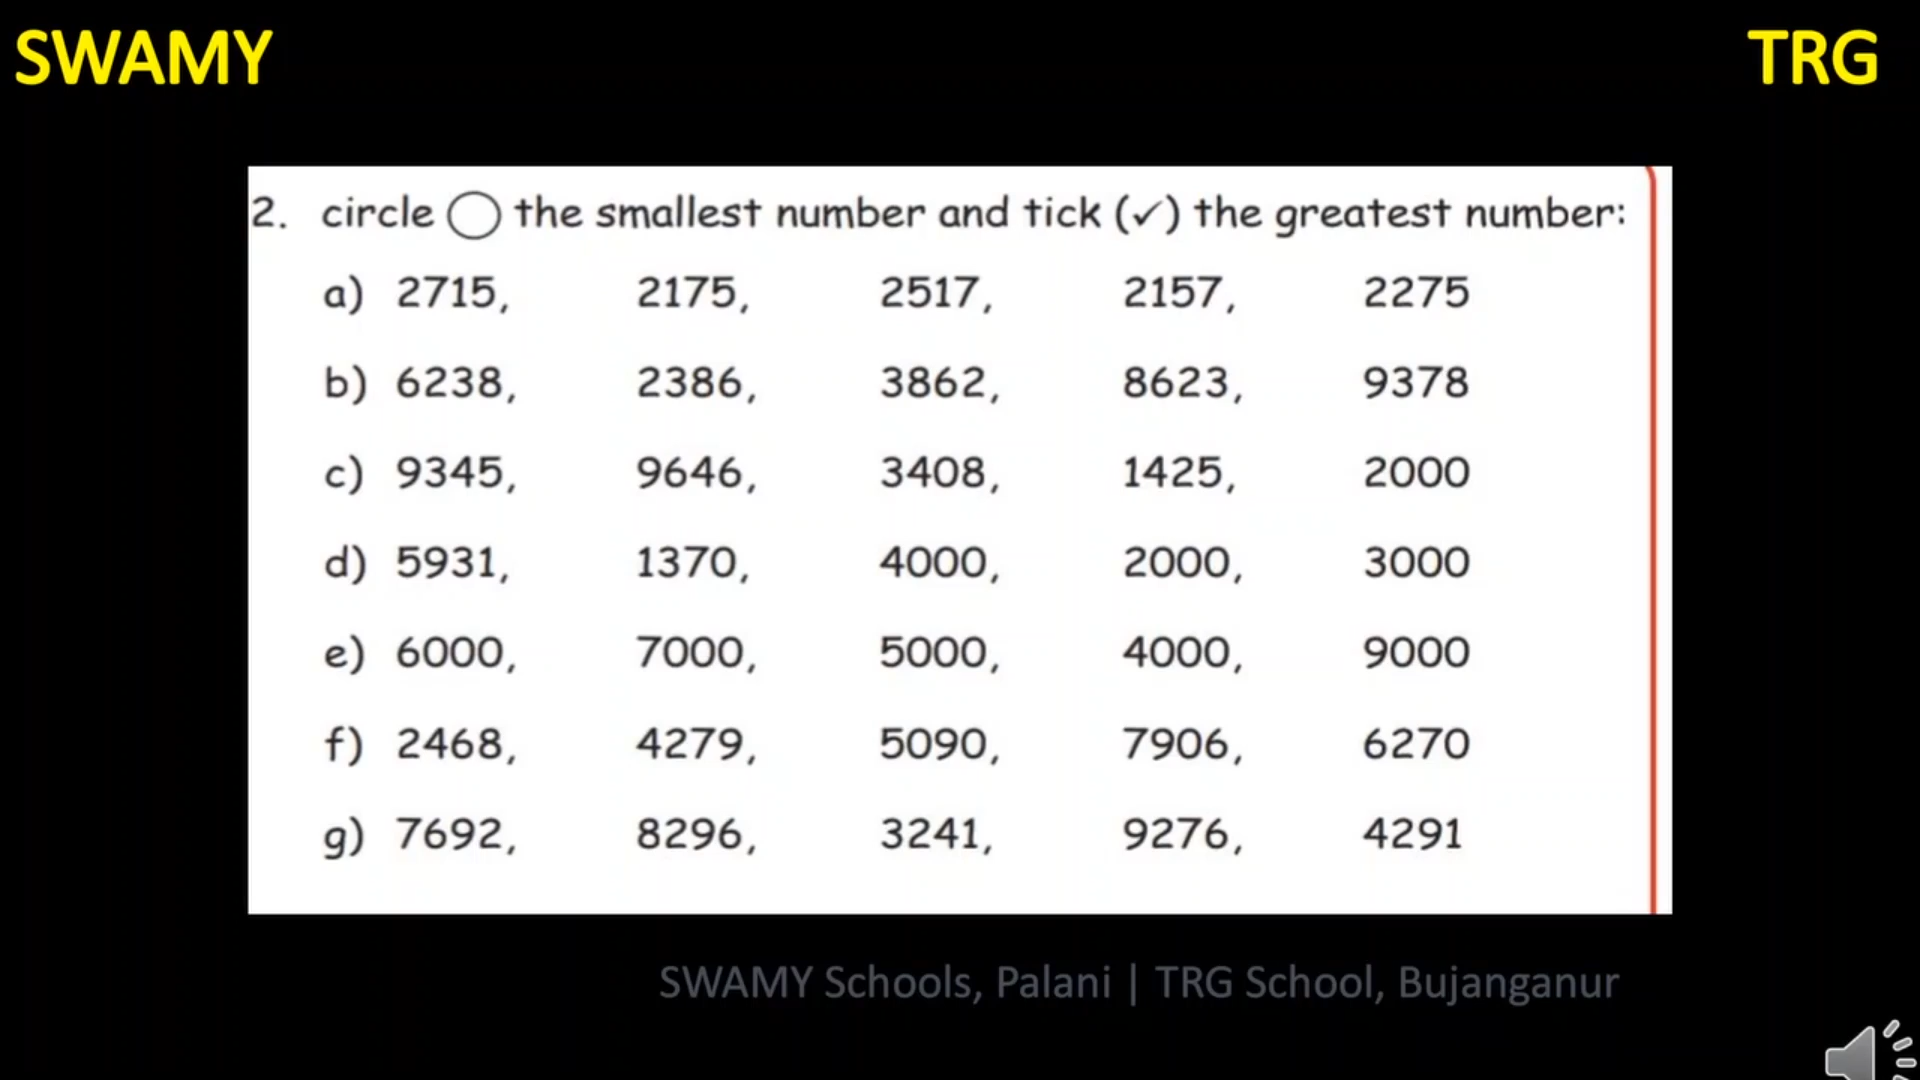 SWAMY TRG
2. circle the smallest number and tick (✓) the greatest number:
a) 2715, 2175, 2517, 2157, 2275
b) 6238, 2386, 3862, 8623, 9378
c) 9345, 9646, 3408, 1425, 2000
d) 5931, 1370, 4000, 2000, 3000
e) 6000, 7000, 5000, 4000, 9000
f) 2468, 4279, 5090, 7906, 6270
g) 7692, 8296, 3241, 9276, 4291
SWAMY Schools, Palani | TRG School, Bujanganur